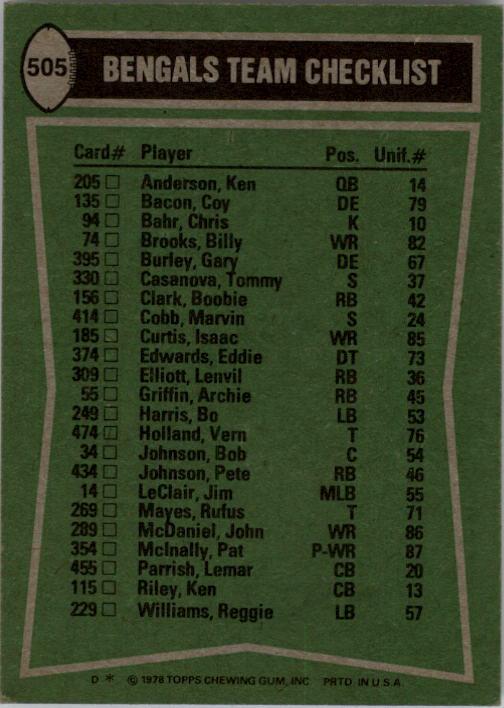 505 BENGALS TEAM CHECKLIST
Card# Player Pos. Unif.#
205 □ Anderson, Ken QB 14
135 □ Bacon, Coy DE 79
94 □ Bahr, Chris K 10
74 □ Brooks, Billy WR 82
395 □ Burley, Gary DE 67
330 □ Casanova, Tommy S 37
156 □ Clark, Boobie RB 42
414 □ Cobb, Marvin S 24
185 □ Curtis, Isaac WR 85
374 □ Edwards, Eddie DT 73
309 □ Elliott, Lenvil RB 36
55 □ Griffin, Archie RB 45
249 □ Harris, Bo LB 53
474 □ Holland, Vern T 76
34 □ Johnson, Bob C 54
434 □ Johnson, Pete RB 46
14 □ LeClair, Jim MLB 55
269 □ Mayes, Rufus T 71
289 □ McDaniel, John WR 86
354 □ McInally, Pat P-WR 87
455 □ Parrish, Lemar CB 20
115 □ Riley, Ken CB 13
229 □ Williams, Reggie LB 57
D * © 1978 TOPPS CHEWING GUM, INC PRTD. IN U.S.A.